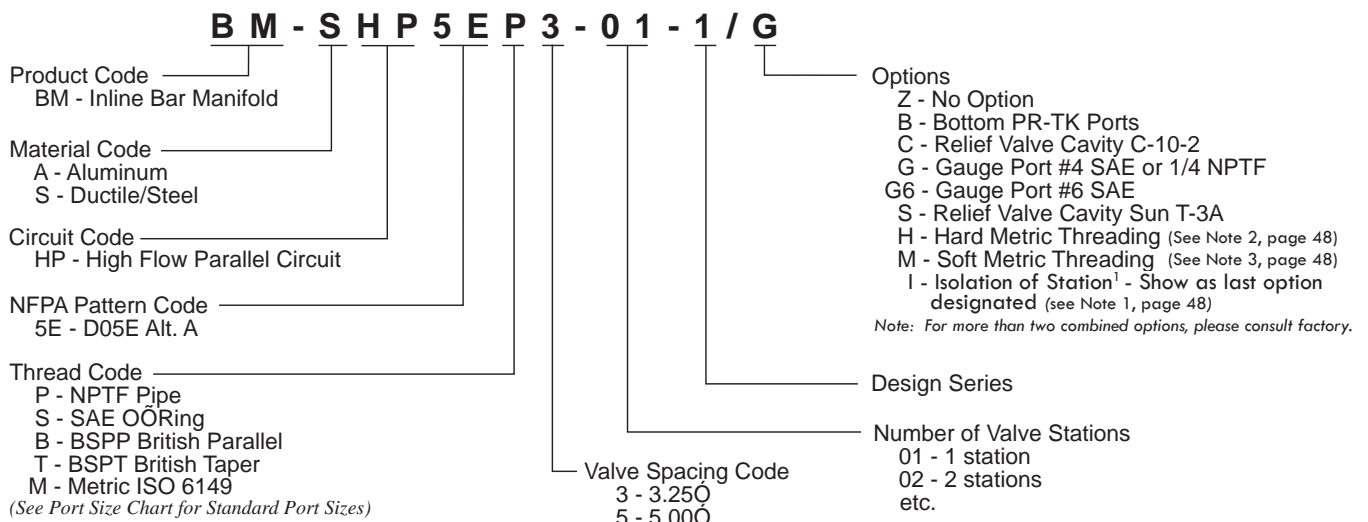 BM-SHP5EP3-01-1/G
Product Code
BM - Inline Bar Manifold
Material Code
A - Aluminum
S - Ductile/Steel
Circuit Code
HP - High Flow Parallel Circuit
NFPA Pattern Code
5E - D05E Alt. A
Thread Code
P - NPTF Pipe
S - SAE OÕRing
B - BSPP British Parallel
T - BSPT British Taper
M - Metric ISO 6149
(See Port Size Chart for Standard Port Sizes)
Valve Spacing Code
3 - 3.25Ó
5 - 5.00Ó
Options
Z - No Option
B - Bottom PR-TK Ports
C - Relief Valve Cavity C-10-2
G - Gauge Port #4 SAE or 1/4 NPTF
G6 - Gauge Port #6 SAE
S - Relief Valve Cavity Sun T-3A
H - Hard Metric Threading (See Note 2, page 48)
M - Soft Metric Threading (See Note 3, page 48)
I - Isolation of Station¹ - Show as last option
designated (see Note 1, page 48)
Note: For more than two combined options, please consult factory.
Design Series
Number of Valve Stations
01 - 1 station
02 - 2 stations
etc.